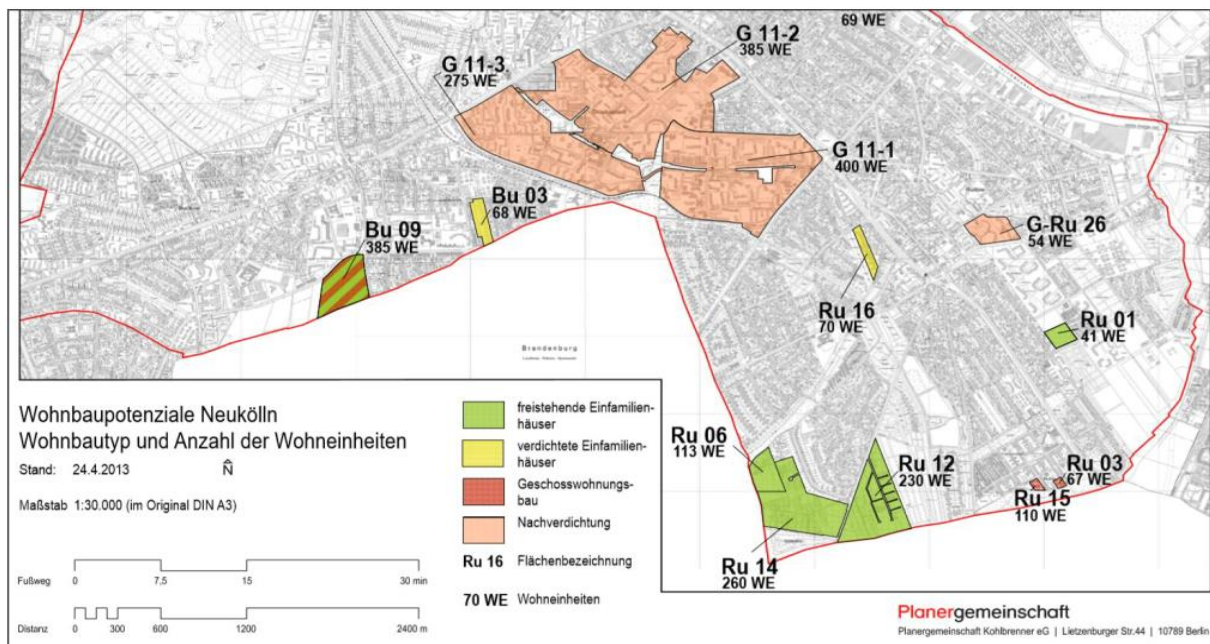 69 WE
G 11-2
385 WE
G 11-3
275 WE
G 11-1
400 WE
Bu 03
68 WE
Bu 09
385 WE
G-Ru 26
54 WE
Ru 16
70 WE
Ru 01
41 WE
Brandenburg
Ru 06
113 WE
Ru 12
230 WE
Ru 03
67 WE
Ru 15
110 WE
Ru 14
260 WE
Wohnbaupotenziale Neukölln
Wohnbautyp und Anzahl der Wohneinheiten
Stand: 24.4.2013 N
Maßstab 1:30.000 (im Original DIN A3)
Fußweg 0 7,5 15 30 min
Distanz 0 300 600 1200 2400 m
freistehende Einfamilien-
häuser
verdichtete Einfamilien-
häuser
Geschosswohnungs-
bau
Nachverdichtung
Ru 16 Flächenbezeichnung
70 WE Wohneinheiten
Planergemeinschaft
Planergemeinschaft Kohlbrenner eG | Lietzenburger Str.44 | 10789 Berlin